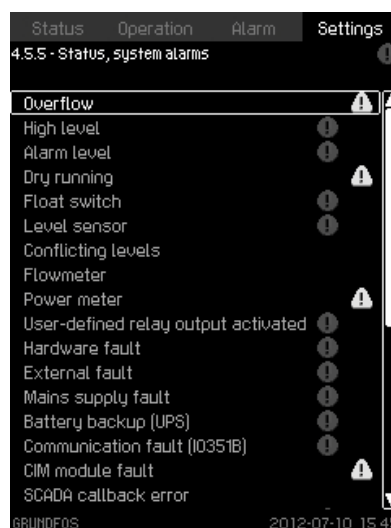 Status Operation Alarm Settings
4.5.5 - Status, system alarms
Overflow
High level
Alarm level
Dry running
Float switch
Level sensor
Conflicting levels
Flowmeter
Power meter
User-defined relay output activated
Hardware fault
External fault
Mains supply fault
Battery backup (UPS)
Communication fault (IO351B)
CIM module fault
SCADA callback error
GRUNDFOS 2012-07-10